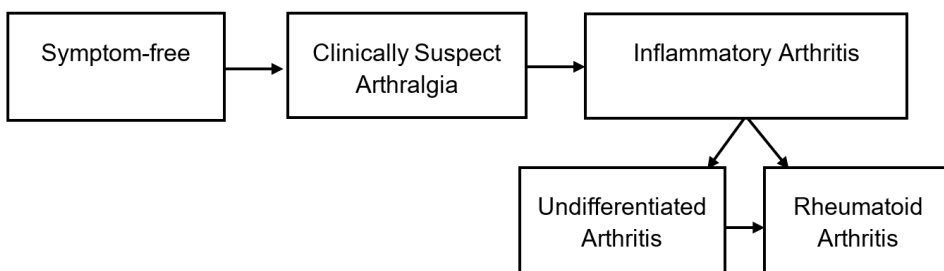 Symptom-free
Clinically Suspect
Arthralgia
Inflammatory Arthritis
Undifferentiated
Arthritis
Rheumatoid
Arthritis